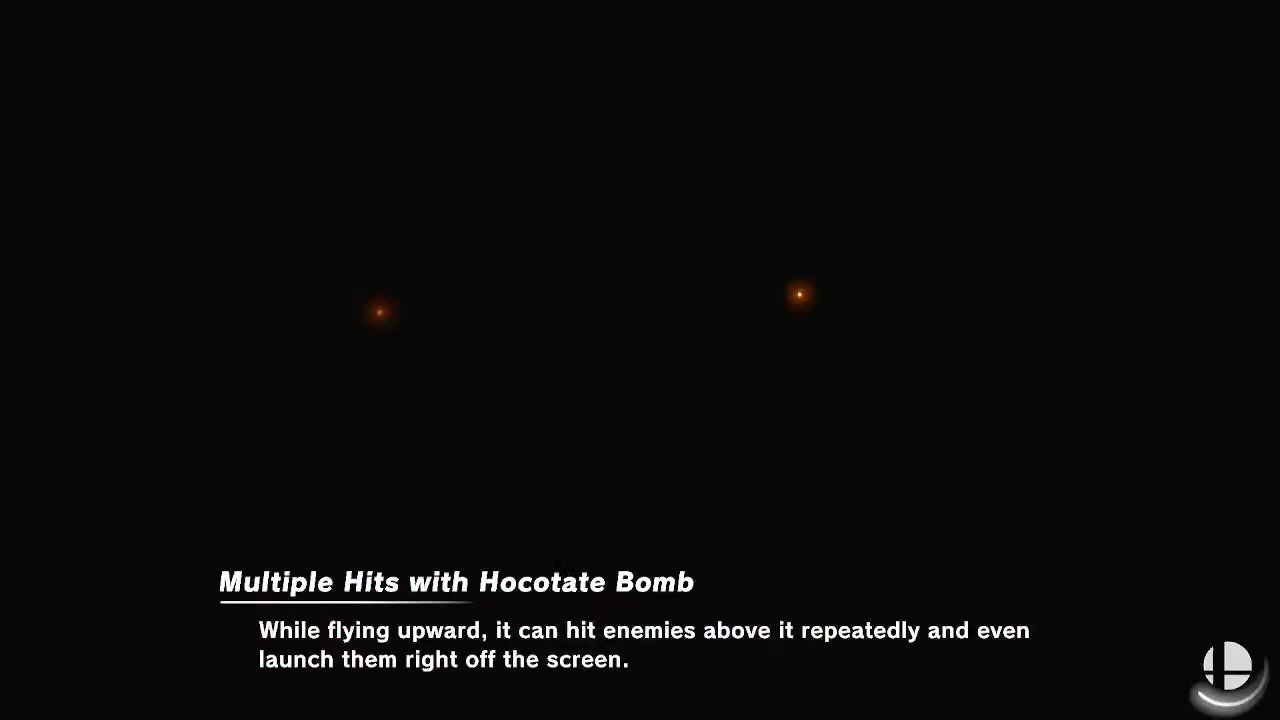 Multiple Hits with Hocotate Bomb
While flying upward, it can hit enemies above it repeatedly and even
launch them right off the screen.